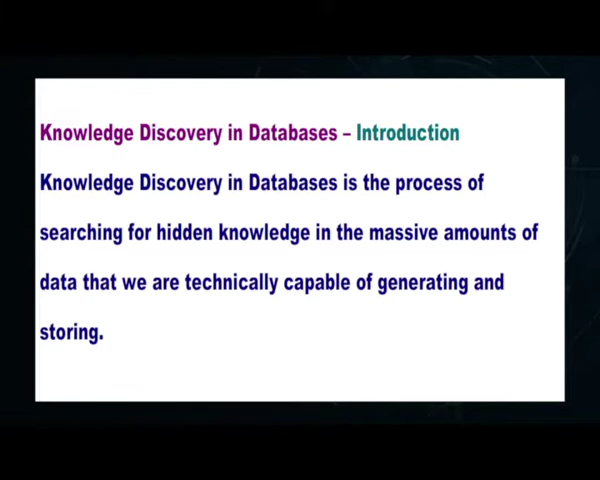 Knowledge Discovery in Databases – Introduction
Knowledge Discovery in Databases is the process of
searching for hidden knowledge in the massive amounts of
data that we are technically capable of generating and
storing.